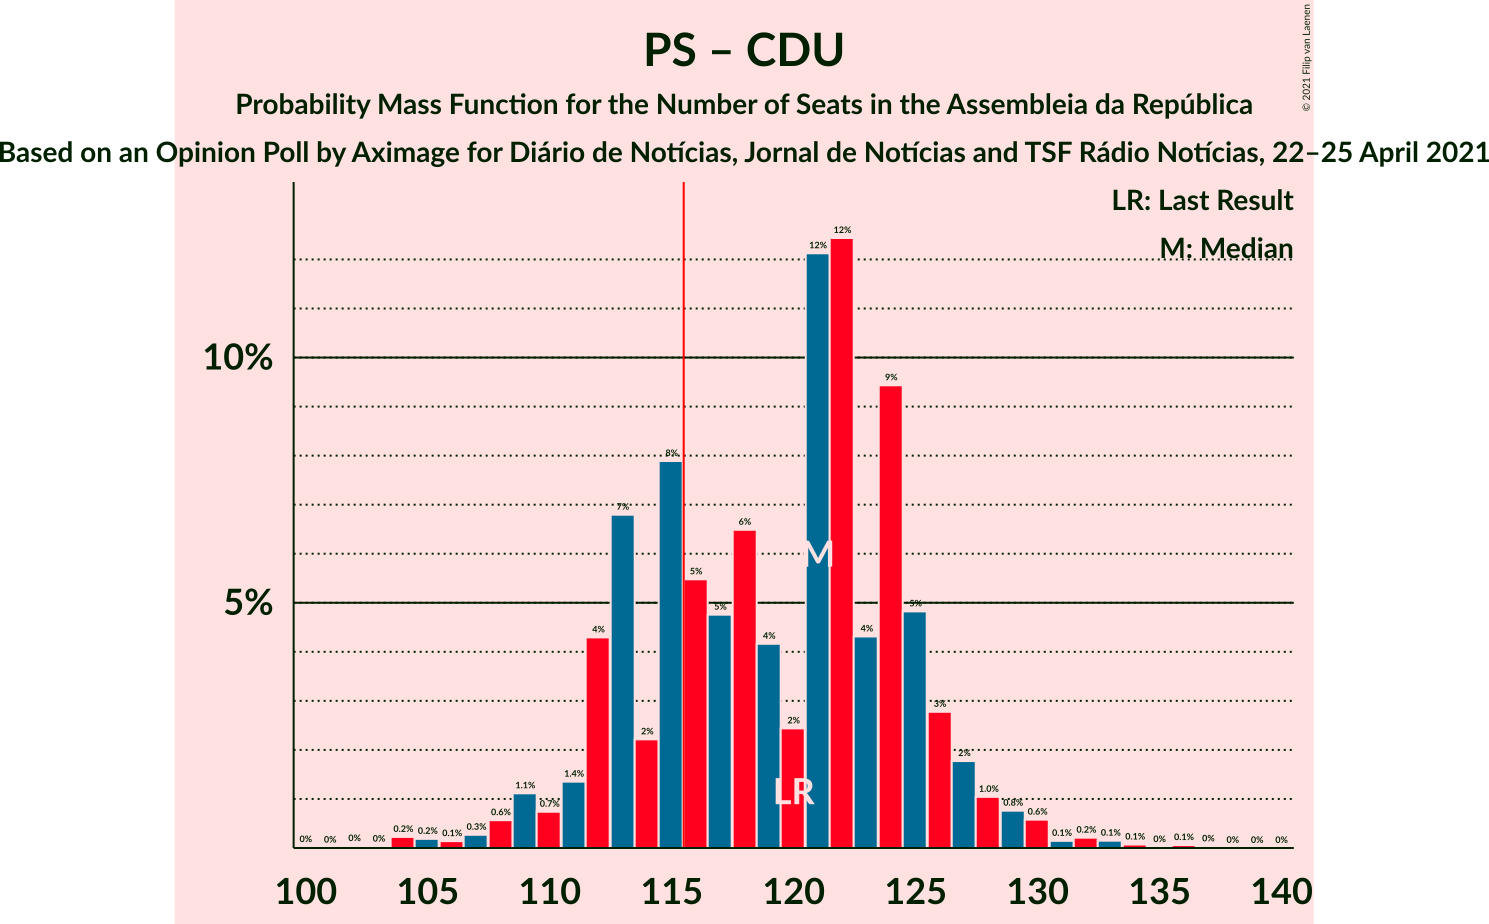 PS – CDU
Probability Mass Function for the Number of Seats in the Assembleia da República
Based on an Opinion Poll by Aximage for Diário de Notícias, Jornal de Notícias and TSF Rádio Notícias, 22–25 April 2021
© 2021 Filip van Laenen
LR: Last Result
M: Median
10%
5%
0% 0% 0% 0% 0.2% 0.2% 0.1% 0.3% 0.6% 1.1% 0.7% 1.4% 4% 7% 2% 8% 5% 5% 6% 4% 2% 12% 12% 4% 9% 5% 3% 2% 1.0% 0.8% 0.6% 0.1% 0.2% 0.1% 0.1% 0% 0.1% 0% 0% 0% 0%
M
LR
100 105 110 115 120 125 130 135 140